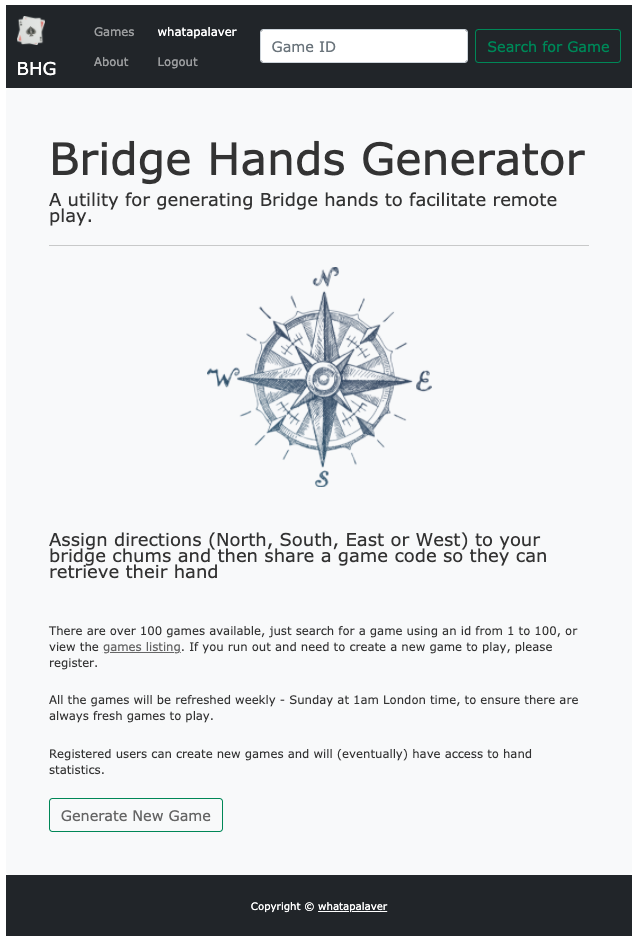 BHG
Games
whatapalaver
About
Logout
Game ID
Search for Game
Bridge Hands Generator
A utility for generating Bridge hands to facilitate remote
play.
N
W
E
S
Assign directions (North, South, East or West) to your
bridge chums and then share a game code so they can
retrieve their hand
There are over 100 games available, just search for a game using an id from 1 to 100, or
view the games listing. If you run out and need to create a new game to play, please
register.
All the games will be refreshed weekly - Sunday at 1am London time, to ensure there are
always fresh games to play.
Registered users can create new games and will (eventually) have access to hand
statistics.
Generate New Game
Copyright © whatapalaver